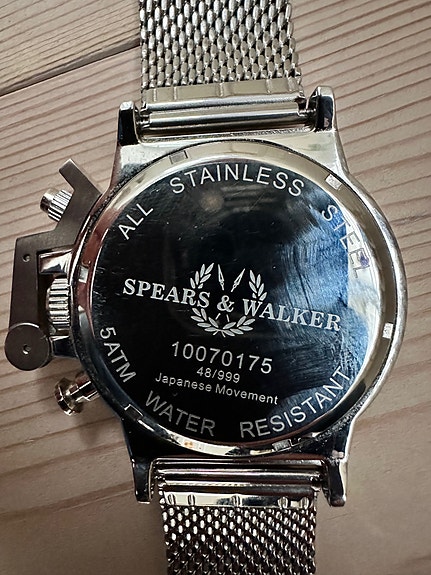 ALL STAINLESS STEEL
SPEARS & WALKER
10070175
48/999
Japanese Movement
5ATM WATER RESISTANT